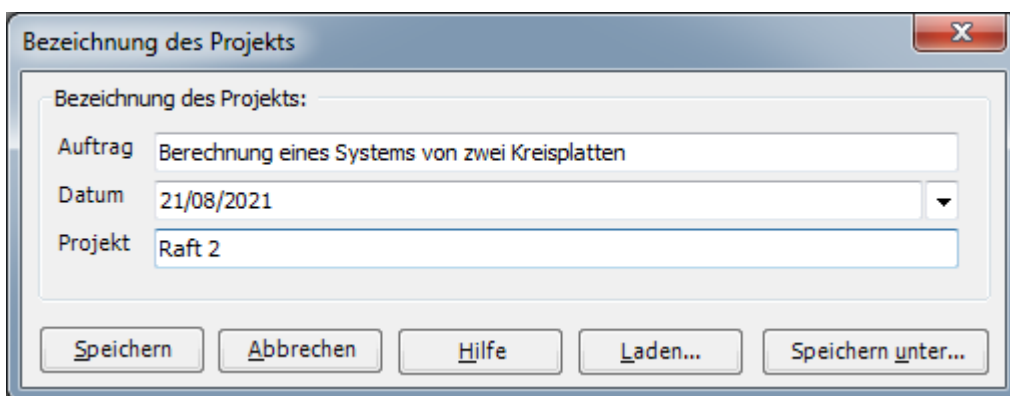 Bezeichnung des Projekts
Bezeichnung des Projekts:
Auftrag Berechnung eines Systems von zwei Kreisplatten
Datum 21/08/2021
Projekt Raft 2
Speichern Abbrechen Hilfe Laden... Speichern unter...